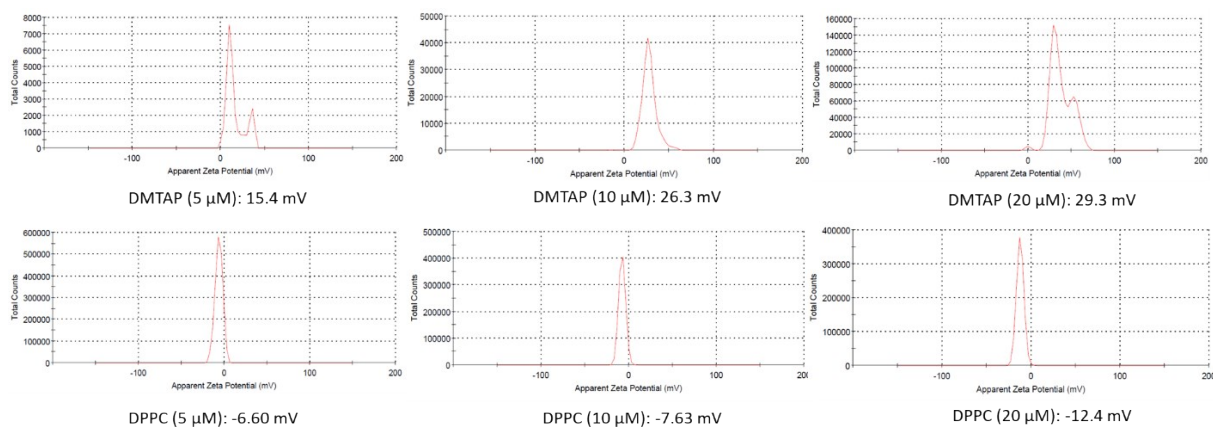 8000
7000
6000
5000
4000
3000
2000
1000
0
Total Counts
-100 0 100 200
Apparent Zeta Potential (mV)
DMTAP (5 µM): 15.4 mV
50000
40000
30000
20000
10000
0
Total Counts
-100 0 100 200
Apparent Zeta Potential (mV)
DMTAP (10 µM): 26.3 mV
160000
140000
120000
100000
80000
60000
40000
20000
0
Total Counts
-100 0 100 200
Apparent Zeta Potential (mV)
DMTAP (20 µM): 29.3 mV
600000
500000
400000
300000
200000
100000
0
Total Counts
-100 0 100 200
Apparent Zeta Potential (mV)
DPPC (5 µM): -6.60 mV
500000
400000
300000
200000
100000
0
Total Counts
-100 0 100 200
Apparent Zeta Potential (mV)
DPPC (10 µM): -7.63 mV
400000
300000
200000
100000
0
Total Counts
-100 0 100 200
Apparent Zeta Potential (mV)
DPPC (20 µM): -12.4 mV